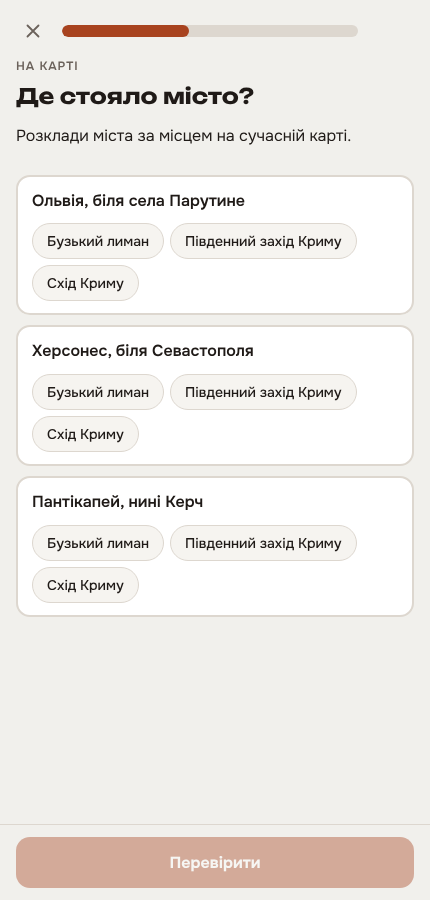 НА КАРТІ
Де стояло місто?
Розклади міста за місцем на сучасній карті.
Ольвія, біля села Парутине
Бузький лиман
Південний захід Криму
Схід Криму
Херсонес, біля Севастополя
Бузький лиман
Південний захід Криму
Схід Криму
Пантікапей, нині Керч
Бузький лиман
Південний захід Криму
Схід Криму
Перевірити